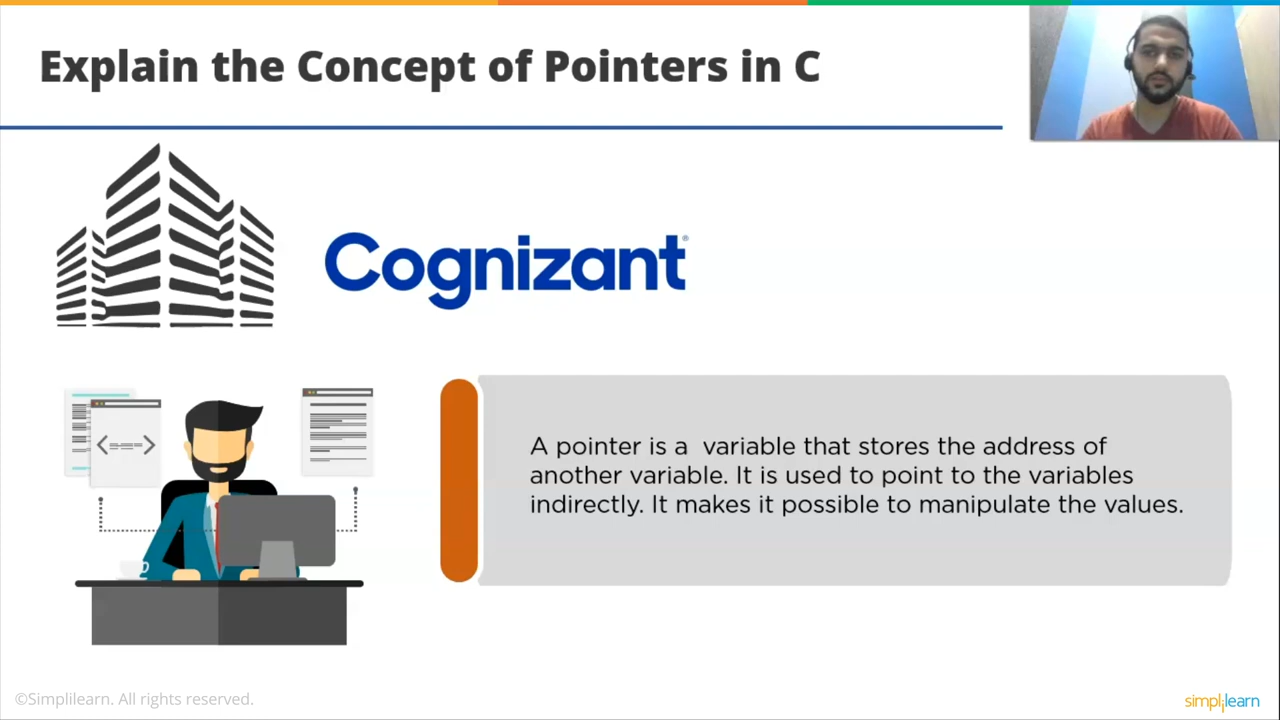 Explain the Concept of Pointers in C
Cognizant®
A pointer is a variable that stores the address of
another variable. It is used to point to the variables
indirectly. It makes it possible to manipulate the values.
©Simplilearn. All rights reserved.
simplilearn